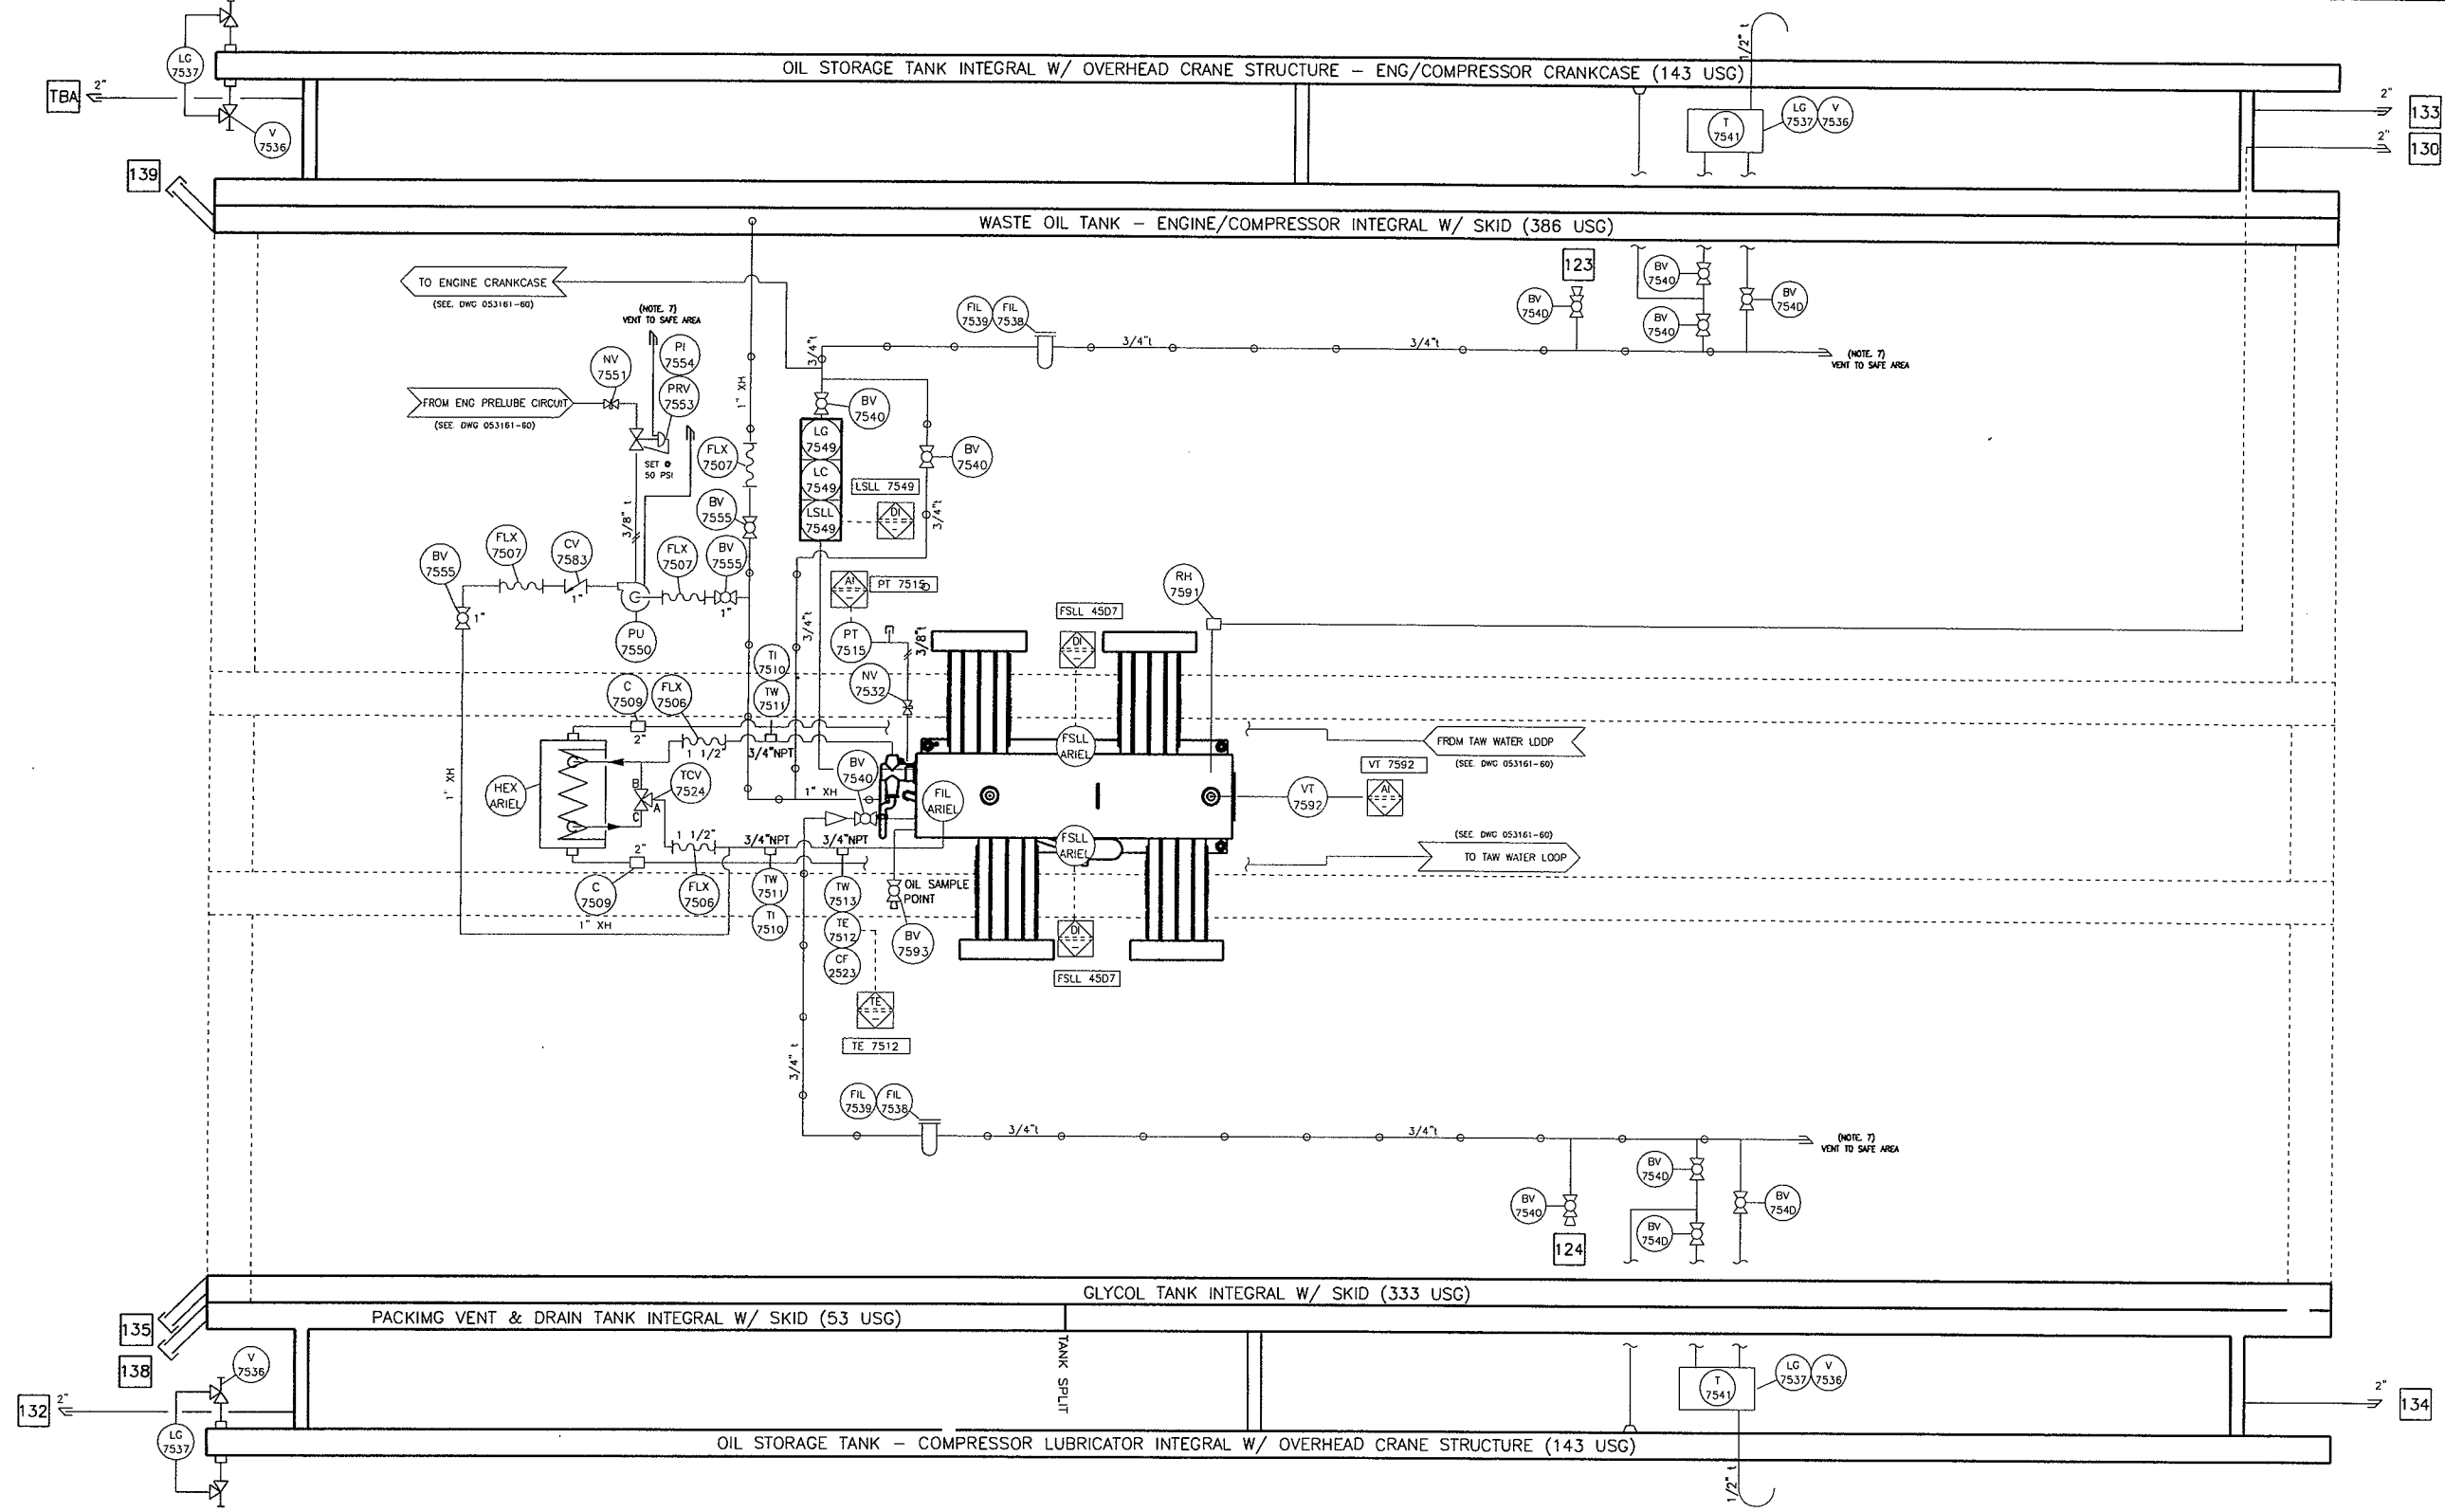 LG
7537
1/2" t
OIL STORAGE TANK INTEGRAL W/ OVERHEAD CRANE STRUCTURE - ENG/COMPRESSOR CRANKCASE (143 USG)
TBA
2"
V
7536
T
7541
LG
7537
V
7536
2"
133
2"
130
139
WASTE OIL TANK - ENGINE/COMPRESSOR INTEGRAL W/ SKID (386 USG)
TO ENGINE CRANKCASE
(SEE. DWG 053161-60)
123
BV
7540
BV
754D
BV
754D
BV
7540
(NOTE. 7)
VENT TO SAFE AREA
FIL
7539
FIL
7538
3/4"t
3/4"t
3/4"t
(NOTE. 7)
VENT TO SAFE AREA
NV
7551
PI
7554
PRV
7553
1" XH
FROM ENG PRELUBE CIRCUIT
(SEE. DWG 053161-60)
BV
7540
SET @
50 PSI
FLX
7507
LG
7549
LC
7549
LSLL
7549
LSLL 7549
DI
-
BV
7540
3/4"t
3/8" t
BV
7555
BV
7555
FLX
7507
CV
7583
FLX
7507
BV
7555
1"
1"
1"
PU
7550
AI
-
PT 7515
PT
7515
3/4"t
3/8"t
FSLL 45D7
DI
-
RH
7591
TI
7510
TW
7511
NV
7532
C
7509
FLX
7506
2"
1 1/2"
3/4"NPT
FSLL
ARIEL
FROM TAW WATER LDDP
(SEE. DWG 053161-60)
VT 7592
AI
-
VT
7592
HEX
ARIEL
B
A
C
TCV
7524
BV
7540
1" XH
1" XH
FIL
ARIEL
FSLL
ARIEL
1 1/2"
3/4"NPT
3/4"NPT
2"
(SEE. DWG 053161-60)
TO TAW WATER LOOP
C
7509
FLX
7506
TW
7511
TI
7510
TW
7513
TE
7512
CF
2523
OIL SAMPLE
POINT
BV
7593
1" XH
DI
-
FSLL 45D7
TE
-
TE 7512
3/4" t
FIL
7539
FIL
7538
3/4"t
3/4"t
(NOTE. 7)
VENT TO SAFE AREA
BV
7540
BV
754D
BV
754D
BV
754D
124
GLYCOL TANK INTEGRAL W/ SKID (333 USG)
PACKIMG VENT & DRAIN TANK INTEGRAL W/ SKID (53 USG)
135
138
TANK SPLIT
V
7536
132
2"
LG
7537
T
7541
LG
7537
V
7536
2"
134
OIL STORAGE TANK - COMPRESSOR LUBRICATOR INTEGRAL W/ OVERHEAD CRANE STRUCTURE (143 USG)
1/2" t